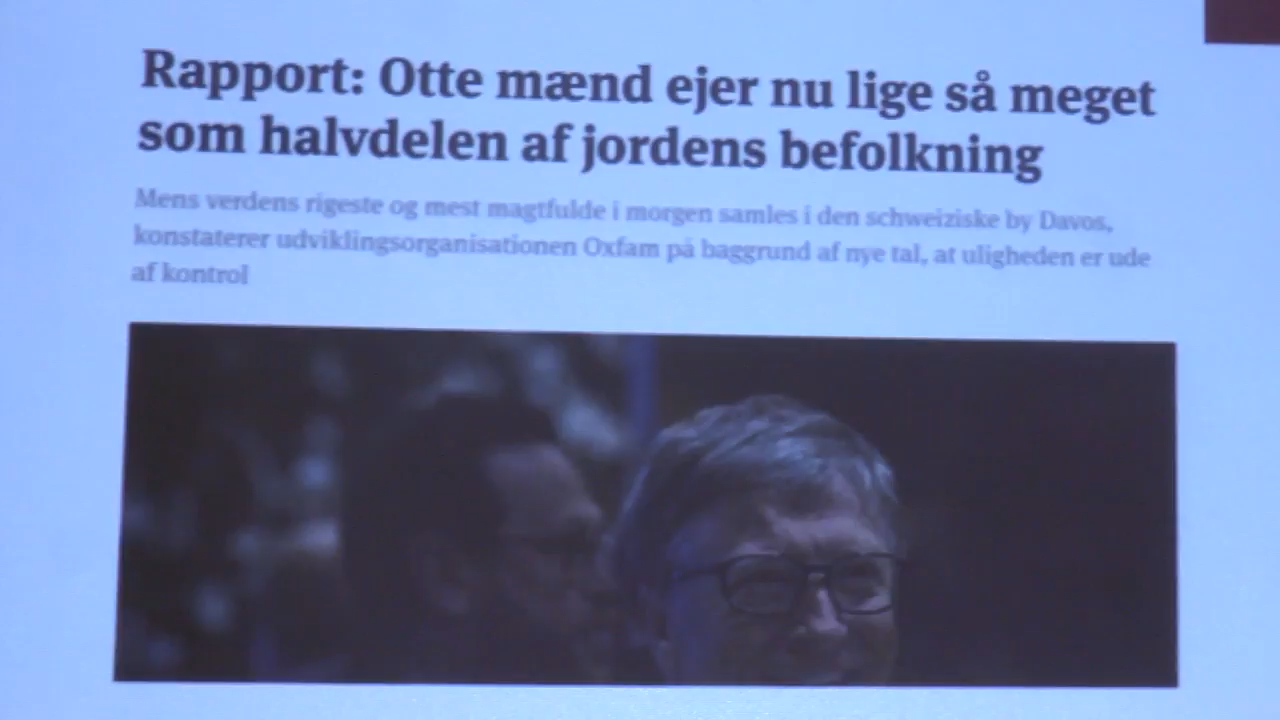 Rapport: Otte mænd ejer nu lige så meget
som halvdelen af jordens befolkning
Mens verdens rigeste og mest magtfulde i morgen samles i den schweiziske by Davos,
konstaterer udviklingsorganisationen Oxfam på baggrund af nye tal, at uligheden er ude
af kontrol